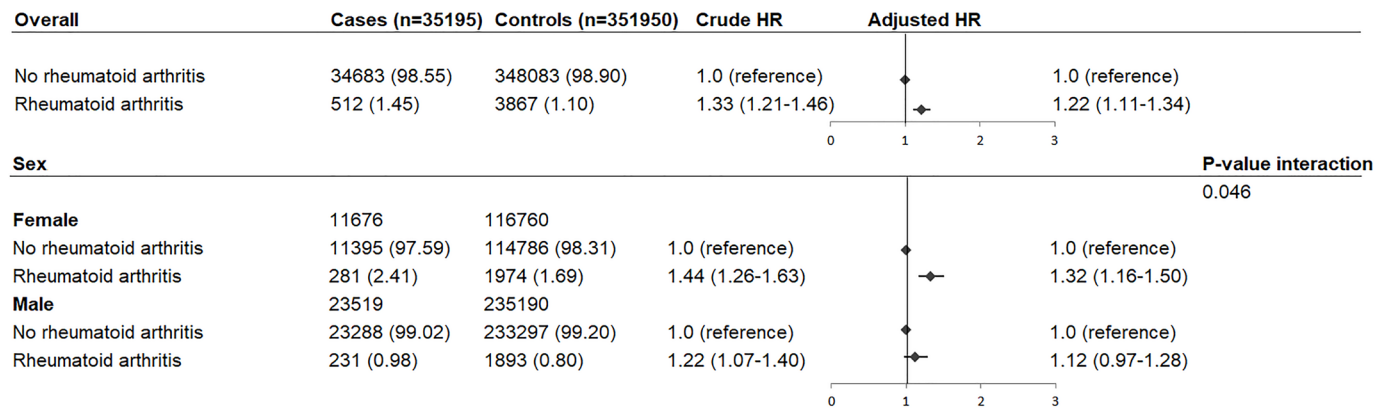 Overall Cases (n=35195) Controls (n=351950) Crude HR Adjusted HR
No rheumatoid arthritis 34683 (98.55) 348083 (98.90) 1.0 (reference) 1.0 (reference)
Rheumatoid arthritis 512 (1.45) 3867 (1.10) 1.33 (1.21-1.46) 1.22 (1.11-1.34)
0 1 2 3
Sex P-value interaction
0.046
Female 11676 116760
No rheumatoid arthritis 11395 (97.59) 114786 (98.31) 1.0 (reference) 1.0 (reference)
Rheumatoid arthritis 281 (2.41) 1974 (1.69) 1.44 (1.26-1.63) 1.32 (1.16-1.50)
Male 23519 235190
No rheumatoid arthritis 23288 (99.02) 233297 (99.20) 1.0 (reference) 1.0 (reference)
Rheumatoid arthritis 231 (0.98) 1893 (0.80) 1.22 (1.07-1.40) 1.12 (0.97-1.28)
0 1 2 3